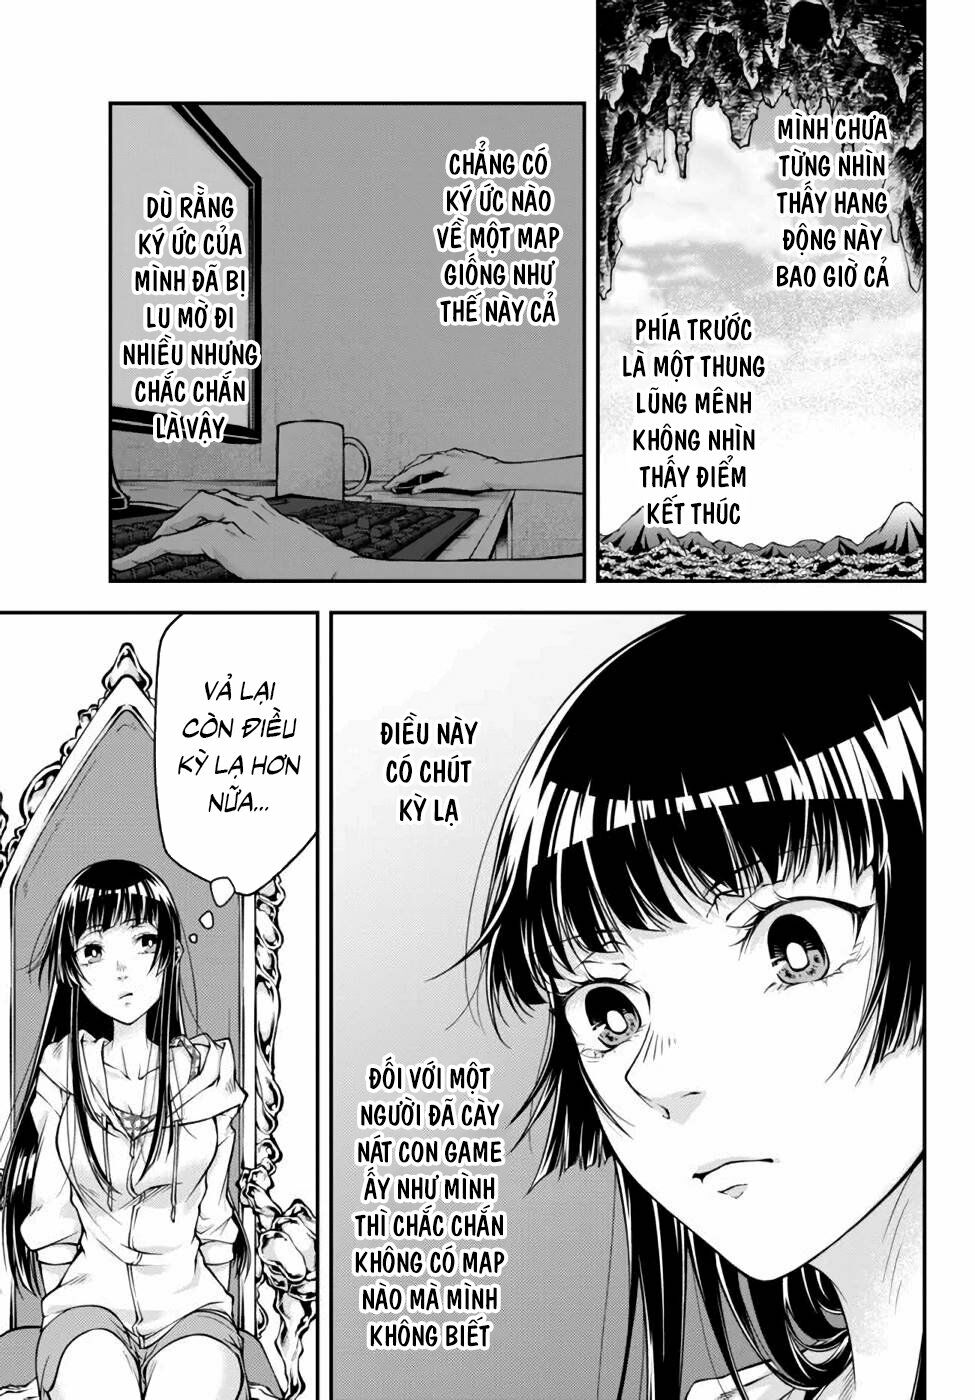 MÌNH CHƯA
TỪNG NHÌN
THẤY HANG
ĐỘNG NÀY
BAO GIỜ CẢ
PHÍA TRƯỚC
LÀ MỘT THUNG
LŨNG MÊNH
KHÔNG NHÌN
THẤY ĐIỂM
KẾT THÚC
CHẲNG CÓ
KÝ ỨC NÀO
VỀ MỘT MAP
GIỐNG NHƯ
THẾ NÀY CẢ
DÙ RẰNG
KÝ ỨC CỦA
MÌNH ĐÃ BỊ
LU MỜ ĐI
NHIỀU NHƯNG
CHẮC CHẮN
LÀ VẬY
ĐIỀU NÀY
CÓ CHÚT
KỲ LẠ
ĐỐI VỚI MỘT
NGƯỜI ĐÃ CÀY
NÁT CON GAME
ẤY NHƯ MÌNH
THÌ CHẮC CHẮN
KHÔNG CÓ MAP
NÀO MÀ MÌNH
KHÔNG BIẾT
VẢ LẠI
CÒN ĐIỀU
KỲ LẠ HƠN
NỮA...